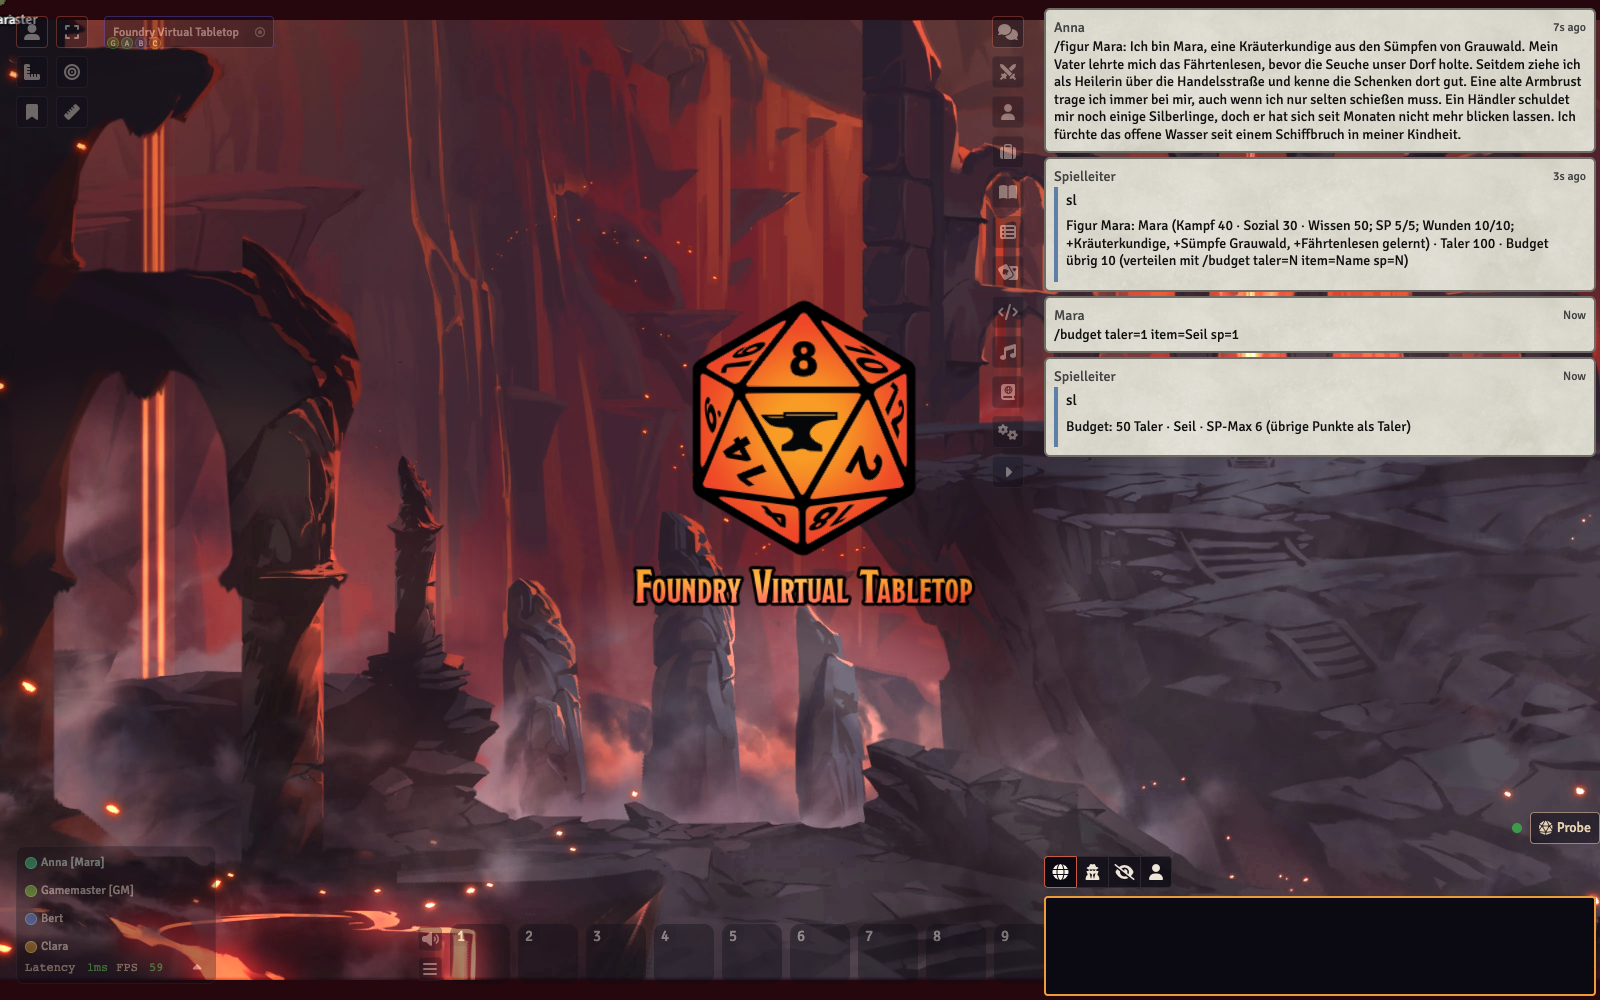 Foundry Virtual Tabletop
G A B C
Anna
7s ago
/figur Mara: Ich bin Mara, eine Kräuterkundige aus den Sümpfen von Grauwald. Mein
Vater lehrte mich das Fährtenlesen, bevor die Seuche unser Dorf holte. Seitdem ziehe ich
als Heilerin über die Handelsstraße und kenne die Schenken dort gut. Eine alte Armbrust
trage ich immer bei mir, auch wenn ich nur selten schießen muss. Ein Händler schuldet
mir noch einige Silberlinge, doch er hat sich seit Monaten nicht mehr blicken lassen. Ich
fürchte das offene Wasser seit einem Schiffbruch in meiner Kindheit.
Spielleiter
3s ago
sl
Figur Mara: Mara (Kampf 40 · Sozial 30 · Wissen 50; SP 5/5; Wunden 10/10;
+Kräuterkundige, +Sümpfe Grauwald, +Fährtenlesen gelernt) · Taler 100 · Budget
übrig 10 (verteilen mit /budget taler=N item=Name sp=N)
Mara
Now
/budget taler=1 item=Seil sp=1
Spielleiter
Now
sl
Budget: 50 Taler · Seil · SP-Max 6 (übrige Punkte als Taler)
8
14
2
Foundry Virtual Tabletop
Probe
Anna [Mara]
Gamemaster [GM]
Bert
Clara
Latency 1ms FPS 59
1 2 3 4 5 6 7 8 9